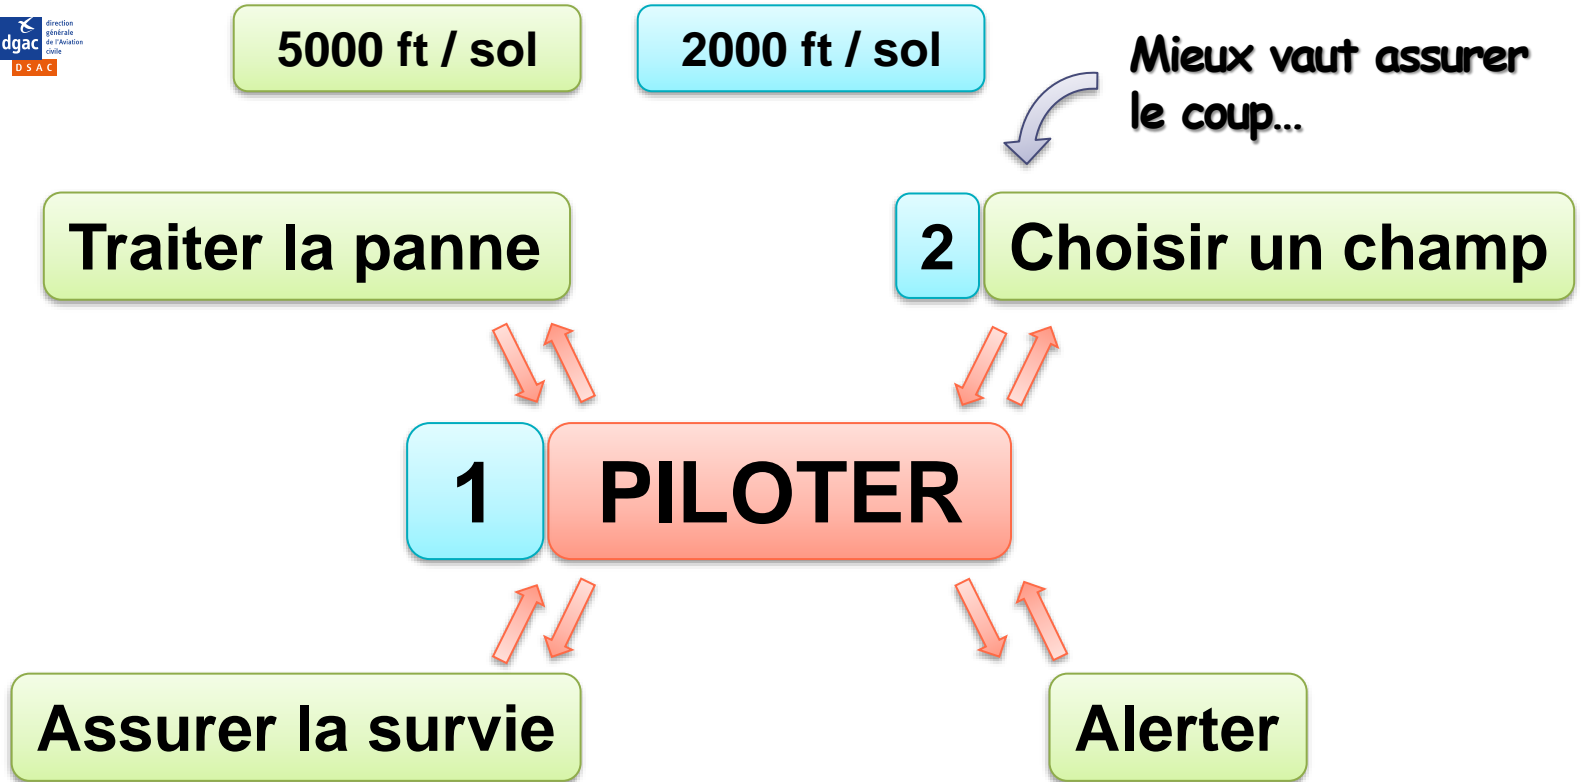 dgac
direction
générale
de l'Aviation
civile
DSAC
5000 ft / sol
2000 ft / sol
Mieux vaut assurer
le coup...
Traiter la panne
2 Choisir un champ
1 PILOTER
Assurer la survie
Alerter